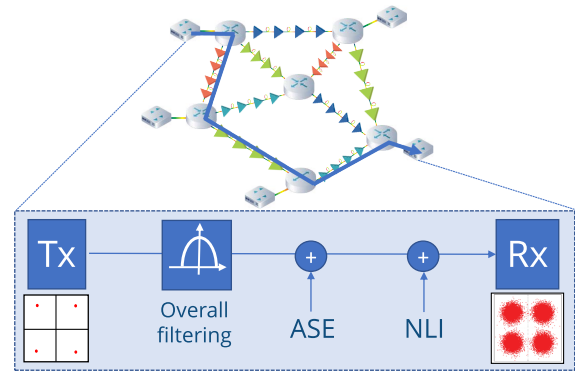 Tx
+
+
Rx
Overall
filtering
ASE
NLI